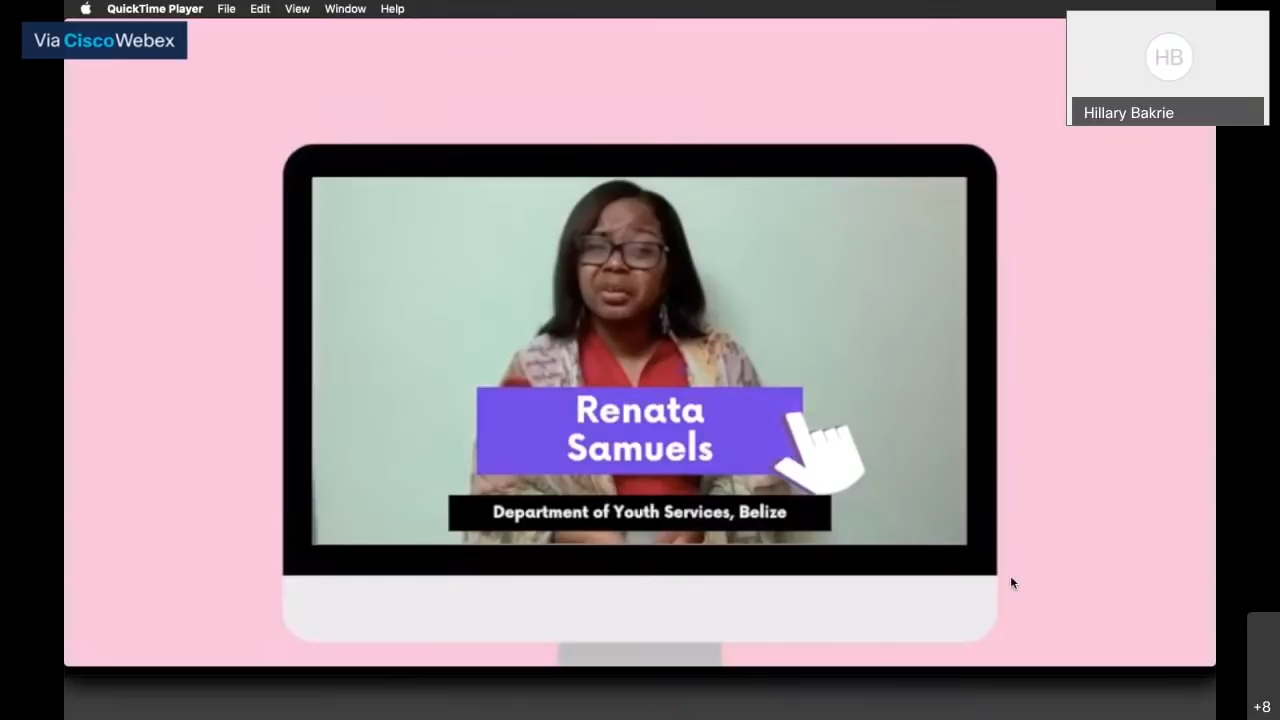 QuickTime Player File Edit View Window Help
Via CiscoWebex
HB
Hillary Bakrie
Renata
Samuels
Department of Youth Services, Belize
+8